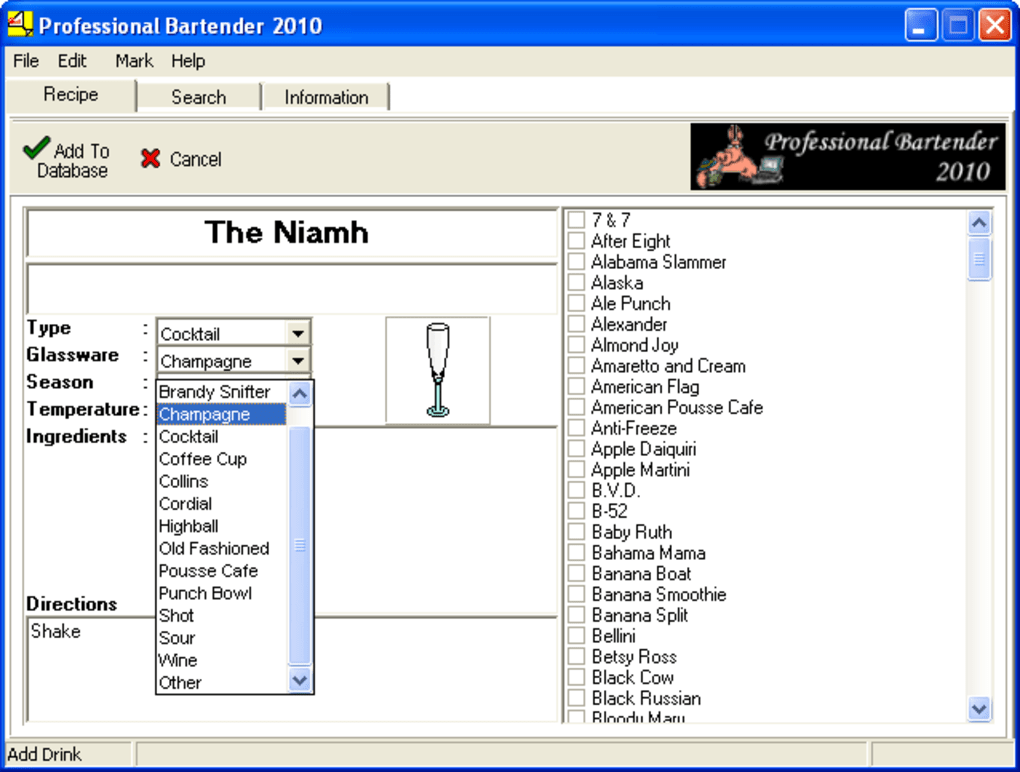 Professional Bartender 2010
File Edit Mark Help
Recipe Search Information
Add To Database
Cancel
Professional Bartender
2010
The Niamh
Type : Cocktail
Glassware : Champagne
Season :
Temperature :
Ingredients :
Brandy Snifter
Champagne
Cocktail
Coffee Cup
Collins
Cordial
Highball
Old Fashioned
Pousse Cafe
Punch Bowl
Shot
Sour
Wine
Other
Directions
Shake
7 & 7
After Eight
Alabama Slammer
Alaska
Ale Punch
Alexander
Almond Joy
Amaretto and Cream
American Flag
American Pousse Cafe
Anti-Freeze
Apple Daiquiri
Apple Martini
B.V.D.
B-52
Baby Ruth
Bahama Mama
Banana Boat
Banana Smoothie
Banana Split
Bellini
Betsy Ross
Black Cow
Black Russian
Bloody Mary
Add Drink